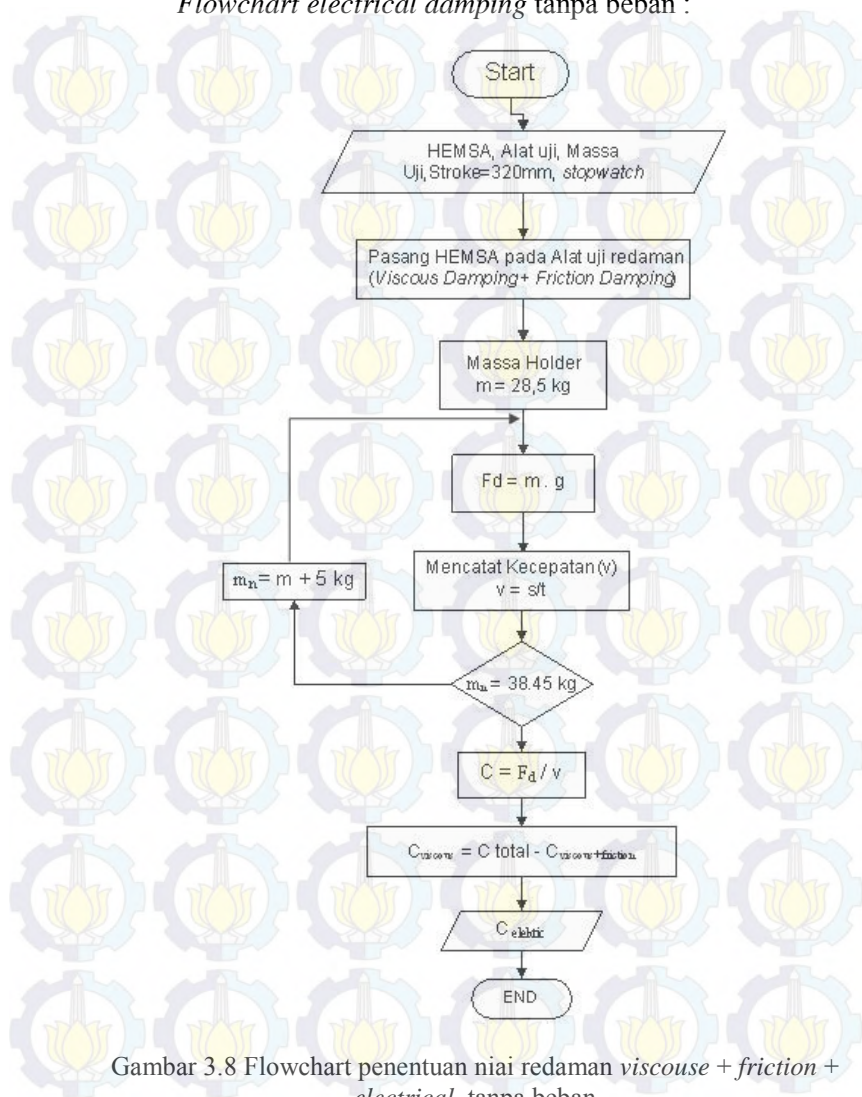 Flowchart electrical damping tanpa beban :
Start
HEMSA, Alat uji, Massa
Uji,Stroke=320mm, stopwatch
Pasang HEMSA pada Alat uji redaman
(Viscous Damping+ Friction Damping)
Massa Holder
m= 28,5 kg
Fd = m . g
Mencatat Kecepatan (v)
v = s/t
mn= m + 5 kg
mn= 38.45 kg
C = Fd / v
Cviscous = C total - Cviscous+friction
C elektric
END
Gambar 3.8 Flowchart penentuan niai redaman viscouse + friction +
electrical tanpa beban